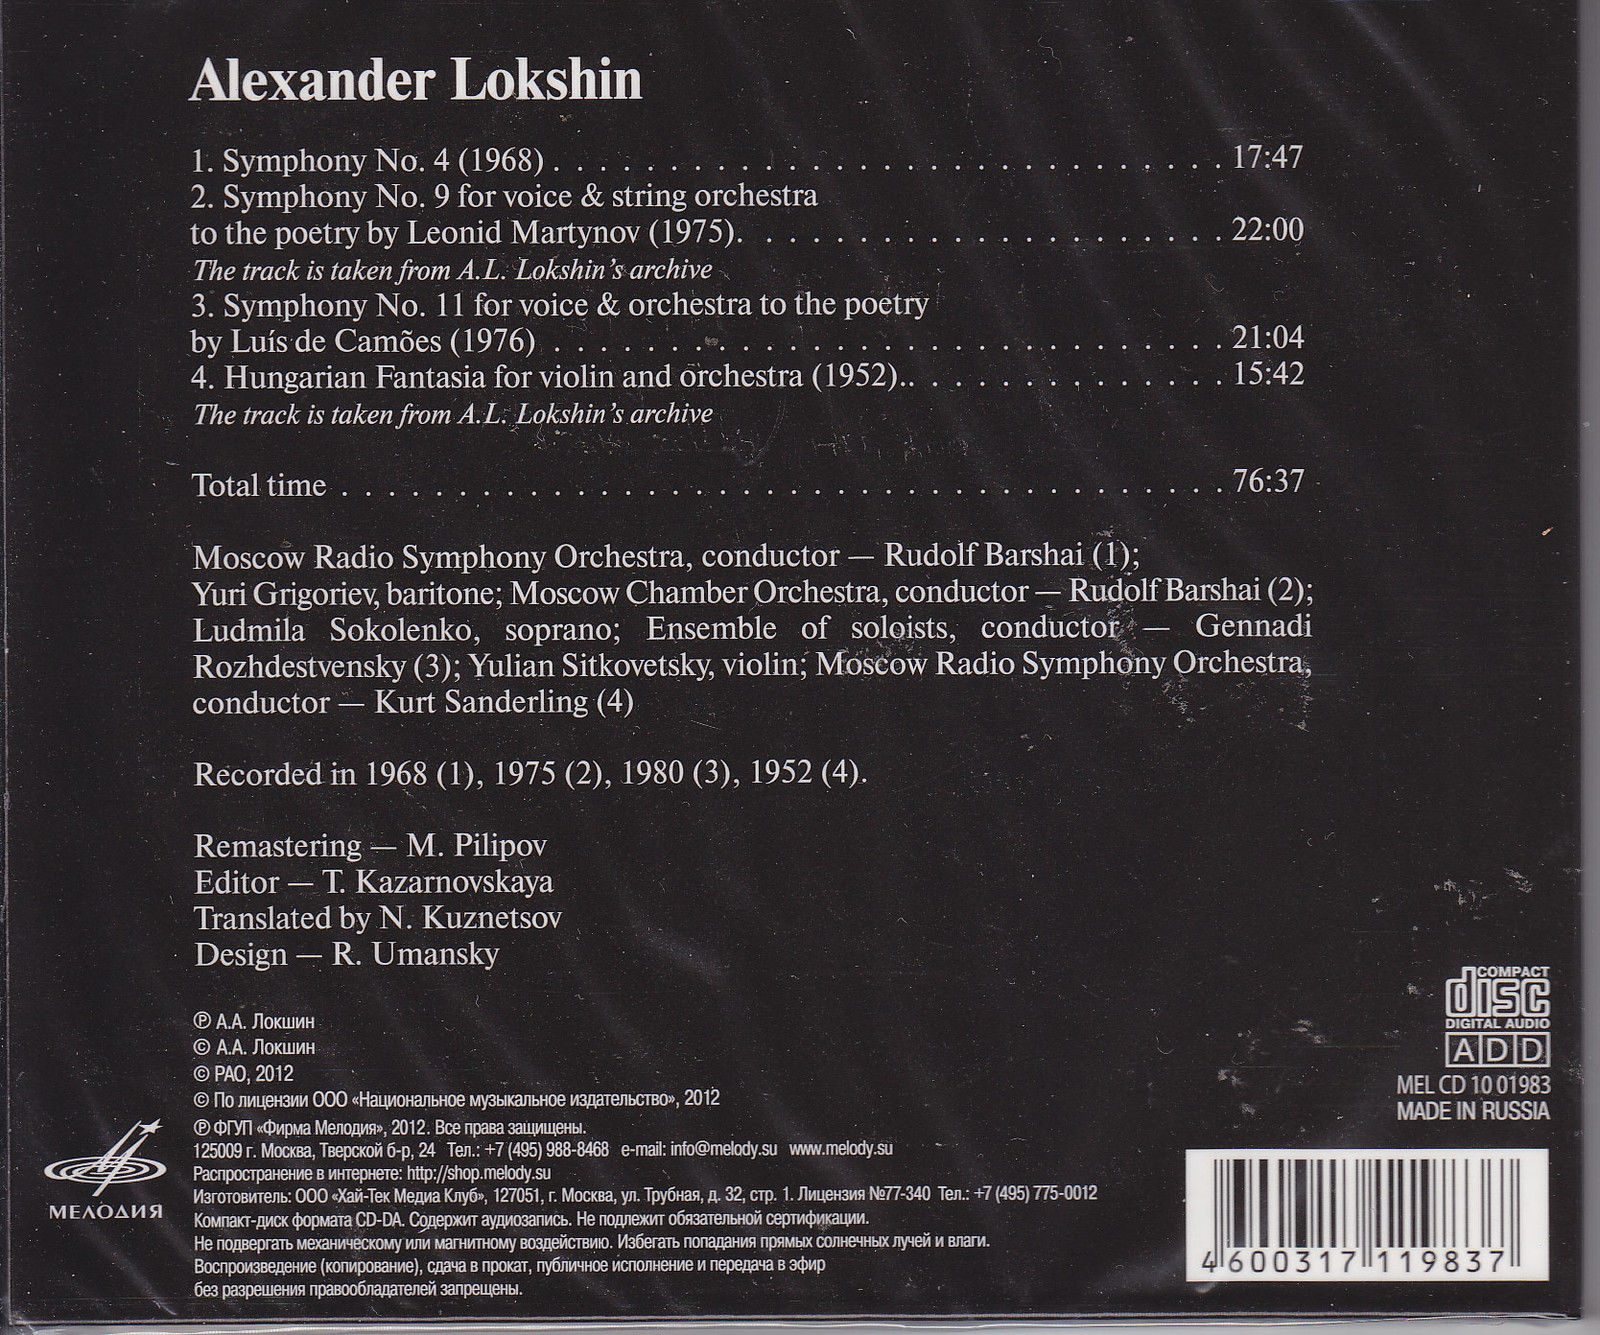 Alexander Lokshin
1. Symphony No. 4 (1968) . . . . . . . . . . . . . . . . . . . . . . . . . . . . . 17:47
2. Symphony No. 9 for voice & string orchestra
to the poetry by Leonid Martynov (1975). . . . . . . . . . . . . . . . . . . . . 22:00
The track is taken from A.L. Lokshin's archive
3. Symphony No. 11 for voice & orchestra to the poetry
by Luís de Camões (1976) . . . . . . . . . . . . . . . . . . . . . . . . . . . . . 21:04
4. Hungarian Fantasia for violin and orchestra (1952).. . . . . . . . . . . . . . 15:42
The track is taken from A.L. Lokshin's archive
Total time . . . . . . . . . . . . . . . . . . . . . . . . . . . . . . . . . . . . . . 76:37
Moscow Radio Symphony Orchestra, conductor — Rudolf Barshai (1);
Yuri Grigoriev, baritone; Moscow Chamber Orchestra, conductor — Rudolf Barshai (2);
Ludmila Sokolenko, soprano; Ensemble of soloists, conductor — Gennadi
Rozhdestvensky (3); Yulian Sitkovetsky, violin; Moscow Radio Symphony Orchestra,
conductor — Kurt Sanderling (4)
Recorded in 1968 (1), 1975 (2), 1980 (3), 1952 (4).
Remastering — M. Pilipov
Editor — T. Kazarnovskaya
Translated by N. Kuznetsov
Design — R. Umansky
℗ А.А. Локшин
© А.А. Локшин
© РАО, 2012
© По лицензии ООО «Национальное музыкальное издательство», 2012
℗ ФГУП «Фирма Мелодия», 2012. Все права защищены.
125009 г. Москва, Тверской б-р, 24 Тел.: +7 (495) 988-8468 e-mail: info@melody.su www.melody.su
Распространение в интернете: http://shop.melody.su
Изготовитель: ООО «Хай-Тек Медиа Клуб», 127051, г. Москва, ул. Трубная, д. 32, стр. 1. Лицензия №77-340 Тел.: +7 (495) 775-0012
Компакт-диск формата CD-DA. Содержит аудиозапись. Не подлежит обязательной сертификации.
Не подвергать механическому или магнитному воздействию. Избегать попадания прямых солнечных лучей и влаги.
Воспроизведение (копирование), сдача в прокат, публичное исполнение и передача в эфир
без разрешения правообладателей запрещены.
МЕЛОДИЯ
COMPACT
disc
DIGITAL AUDIO
ADD
MEL CD 10 01983
MADE IN RUSSIA
4 600317 119837